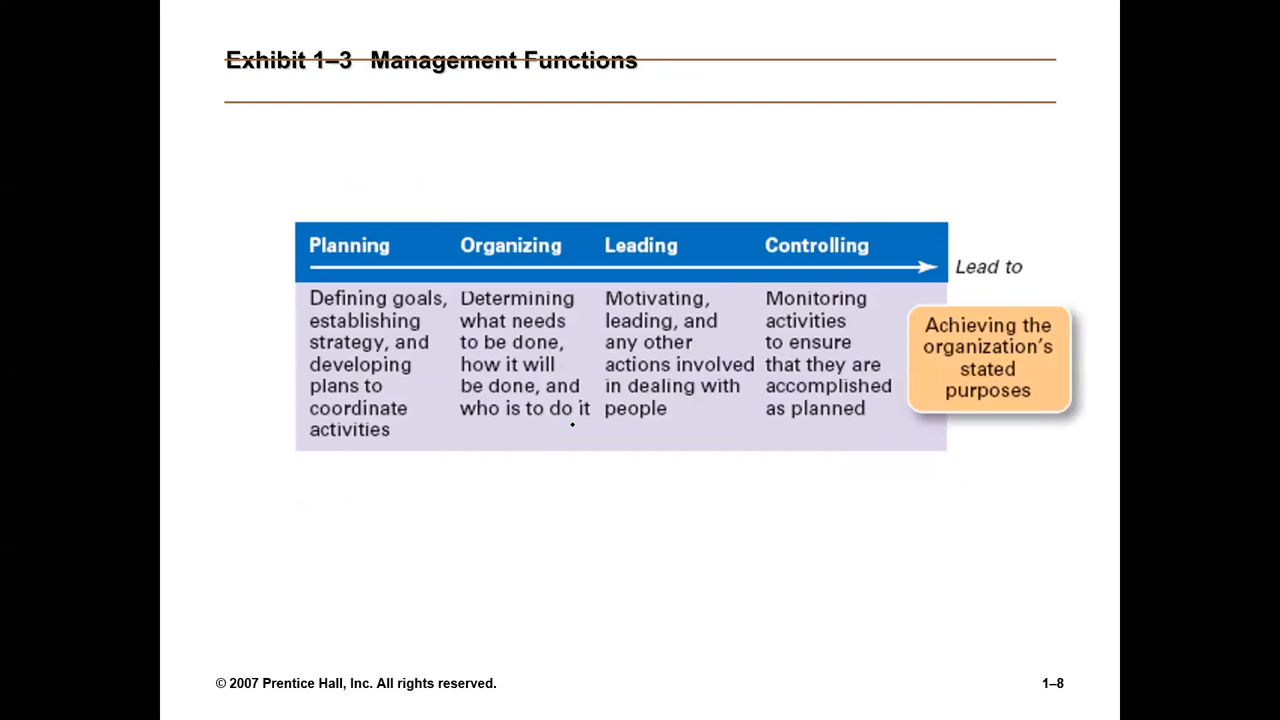 Exhibit 1–3 Management Functions
Planning Organizing Leading Controlling
Lead to
Defining goals,
establishing
strategy, and
developing
plans to
coordinate
activities
Determining
what needs
to be done,
how it will
be done, and
who is to do it
Motivating,
leading, and
any other
actions involved
in dealing with
people
Monitoring
activities
to ensure
that they are
accomplished
as planned
Achieving the
organization's
stated
purposes
© 2007 Prentice Hall, Inc. All rights reserved.
1–8